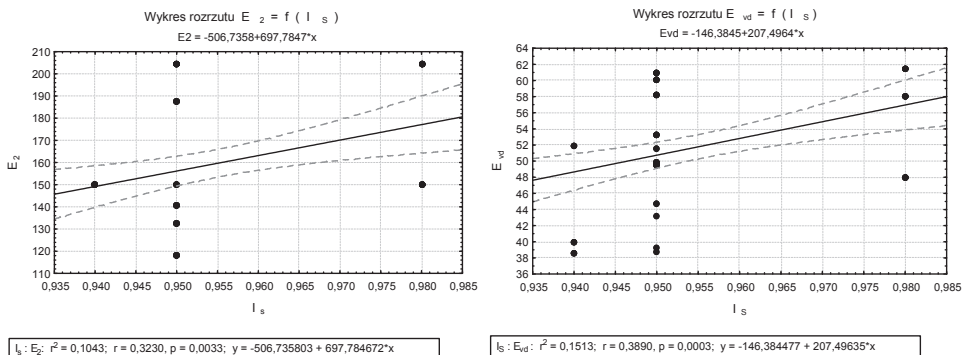 Wykres rozrzutu E 2 = f ( I S )
E2 = -506,7358+697,7847*x
210
200
190
180
170
160
150
140
130
120
110
E2
0,935 0,940 0,945 0,950 0,955 0,960 0,965 0,970 0,975 0,980 0,985
I s
Is : E2: r2 = 0,1043; r = 0,3230, p = 0,0033; y = -506,735803 + 697,784672*x
Wykres rozrzutu E vd = f ( I S )
Evd = -146,3845+207,4964*x
64
62
60
58
56
54
52
50
48
46
44
42
40
38
36
E vd
0,935 0,940 0,945 0,950 0,955 0,960 0,965 0,970 0,975 0,980 0,985
I S
IS : Evd: r2 = 0,1513; r = 0,3890, p = 0,0003; y = -146,384477 + 207,49635*x